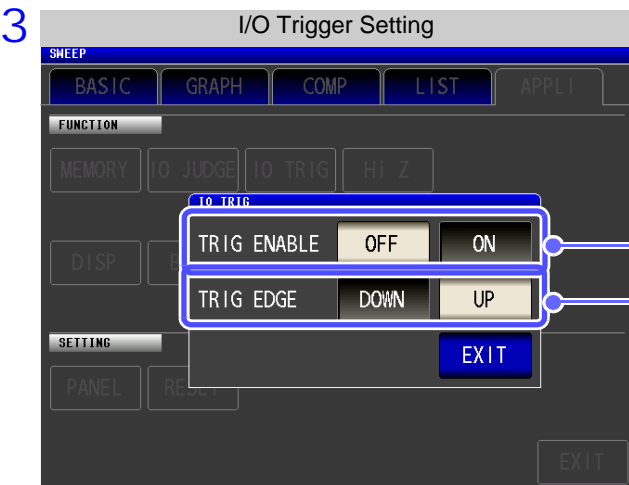 3
I/O Trigger Setting
SWEEP
BASIC GRAPH COMP LIST APPLI
FUNCTION
MEMORY IO JUDGE IO TRIG Hi Z
IO TRIG
TRIG ENABLE OFF ON
DISP
TRIG EDGE DOWN UP
SETTING
EXIT
PANEL RESET
EXIT